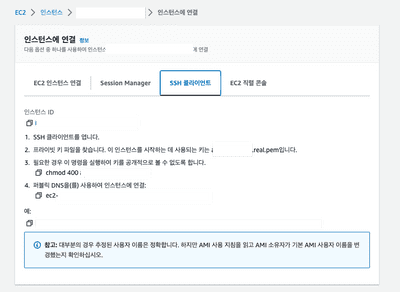 EC2 > 인스턴스 > > 인스턴스에 연결
인스턴스에 연결 정보
다음 옵션 중 하나를 사용하여 인스턴스 에 연결
EC2 인스턴스 연결 Session Manager SSH 클라이언트 EC2 직렬 콘솔
인스턴스 ID
i
1. SSH 클라이언트를 엽니다.
2. 프라이빗 키 파일을 찾습니다. 이 인스턴스를 시작하는 데 사용되는 키는 .real.pem입니다.
3. 필요한 경우 이 명령을 실행하여 키를 공개적으로 볼 수 없도록 합니다.
chmod 400
4. 퍼블릭 DNS을(를) 사용하여 인스턴스에 연결:
ec2-
예:
참고: 대부분의 경우 추정된 사용자 이름은 정확합니다. 하지만 AMI 사용 지침을 읽고 AMI 소유자가 기본 AMI 사용자 이름을 변
경했는지 확인하십시오.